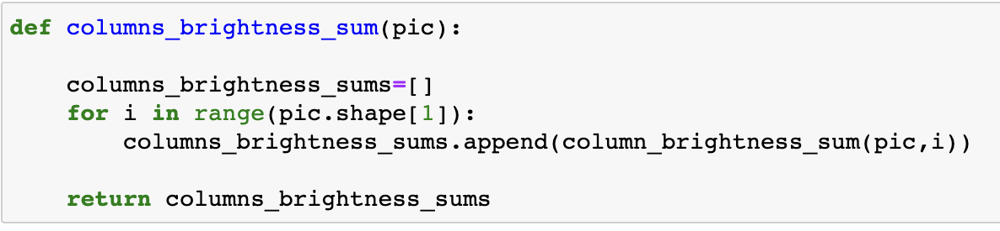 def columns_brightness_sum(pic):
    columns_brightness_sums=[]
    for i in range(pic.shape[1]):
        columns_brightness_sums.append(column_brightness_sum(pic,i))
    return columns_brightness_sums